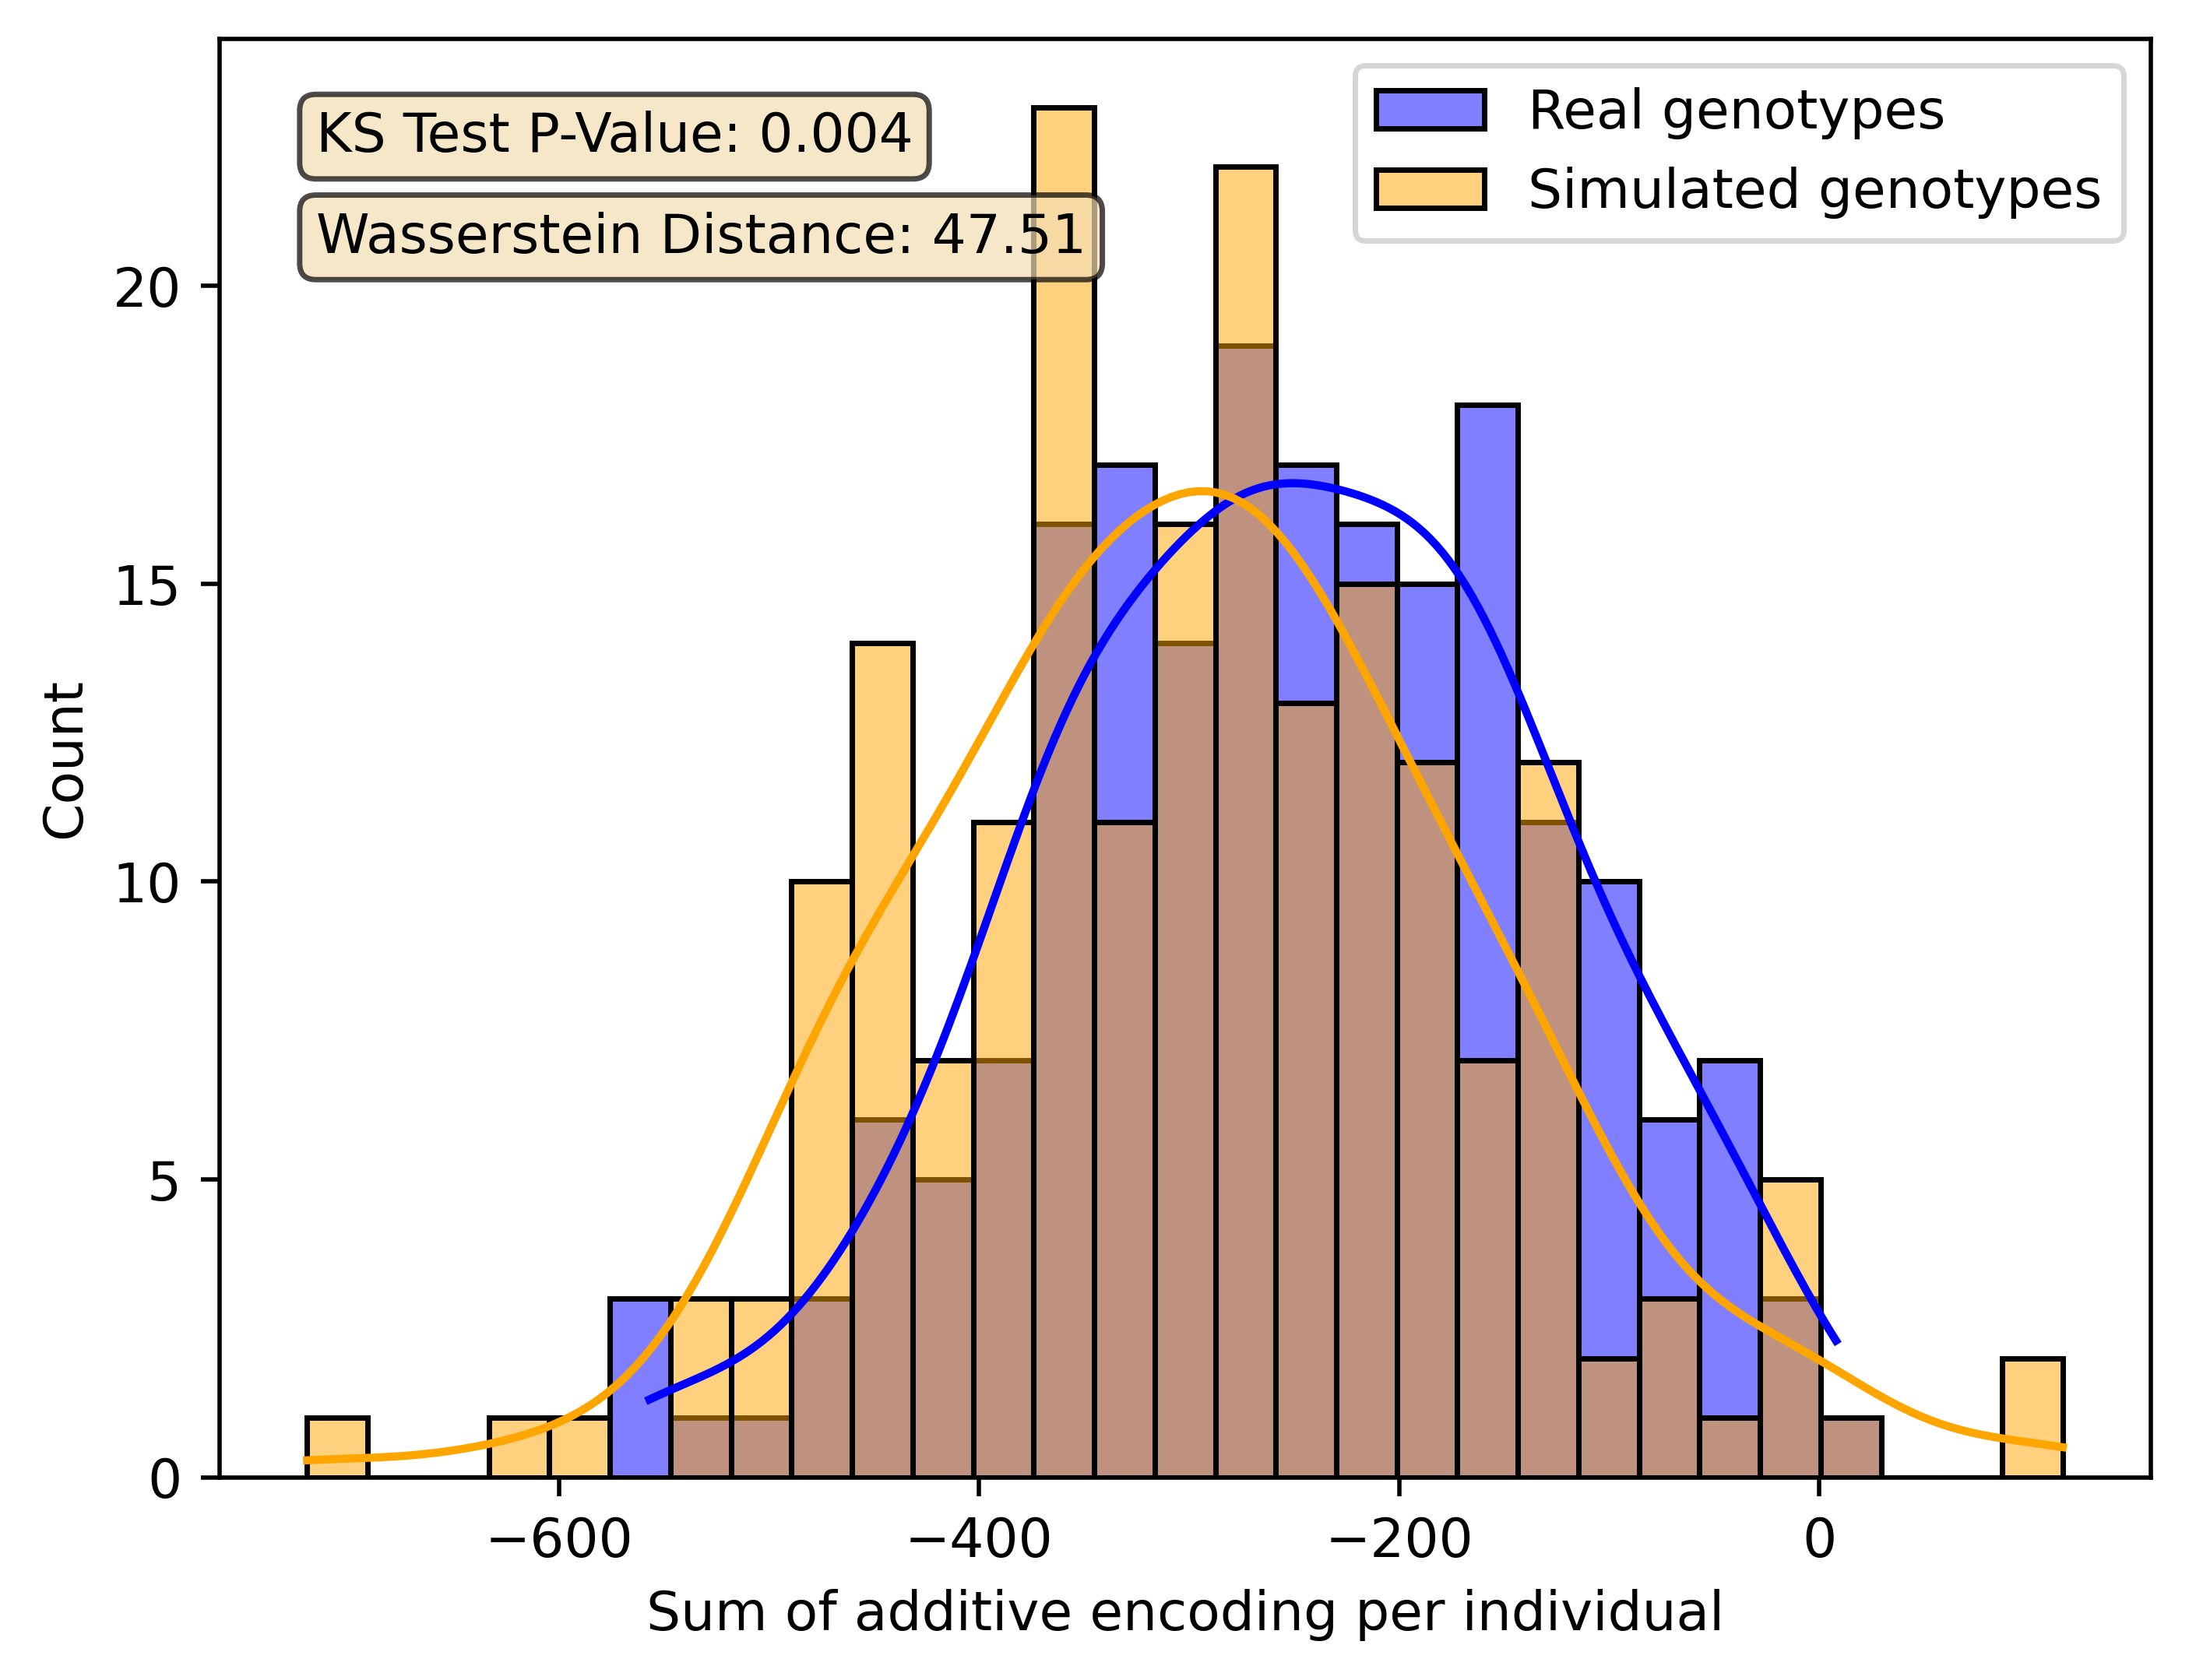 KS Test P-Value: 0.004
Wasserstein Distance: 47.51
Real genotypes
Simulated genotypes
20
15
10
5
0
Count
−600 −400 −200 0
Sum of additive encoding per individual